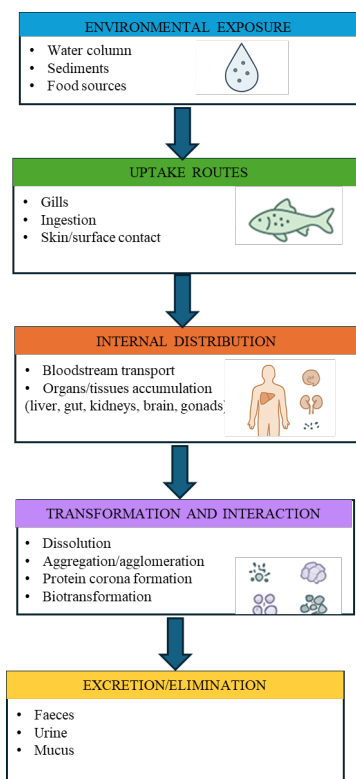 ENVIRONMENTAL EXPOSURE
• Water column
• Sediments
• Food sources
UPTAKE ROUTES
• Gills
• Ingestion
• Skin/surface contact
INTERNAL DISTRIBUTION
• Bloodstream transport
• Organs/tissues accumulation
(liver, gut, kidneys, brain, gonads)
TRANSFORMATION AND INTERACTION
• Dissolution
• Aggregation/agglomeration
• Protein corona formation
• Biotransformation
EXCRETION/ELIMINATION
• Faeces
• Urine
• Mucus